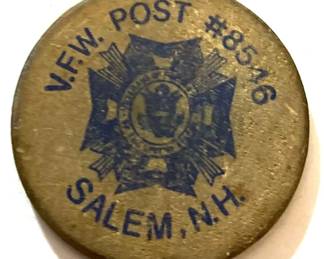 V.F.W. POST #8546
SALEM, N.H.